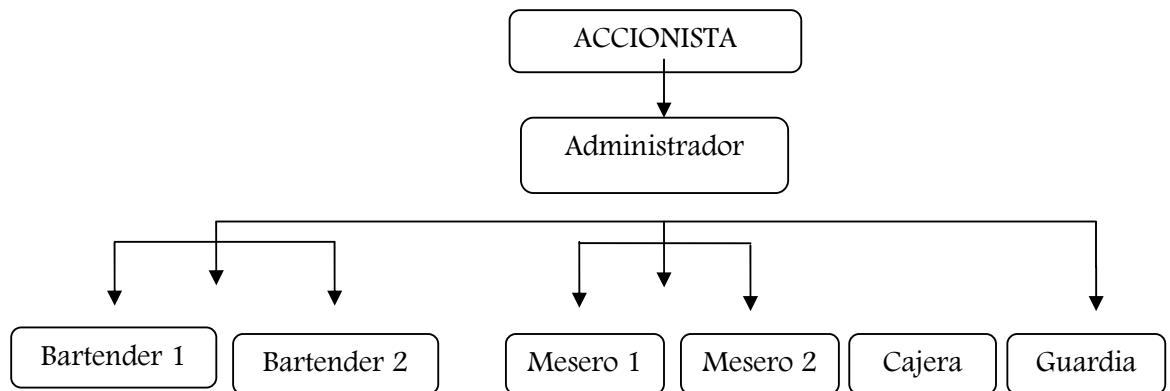 ACCIONISTA
Administrador
Bartender 1
Bartender 2
Mesero 1
Mesero 2
Cajera
Guardia